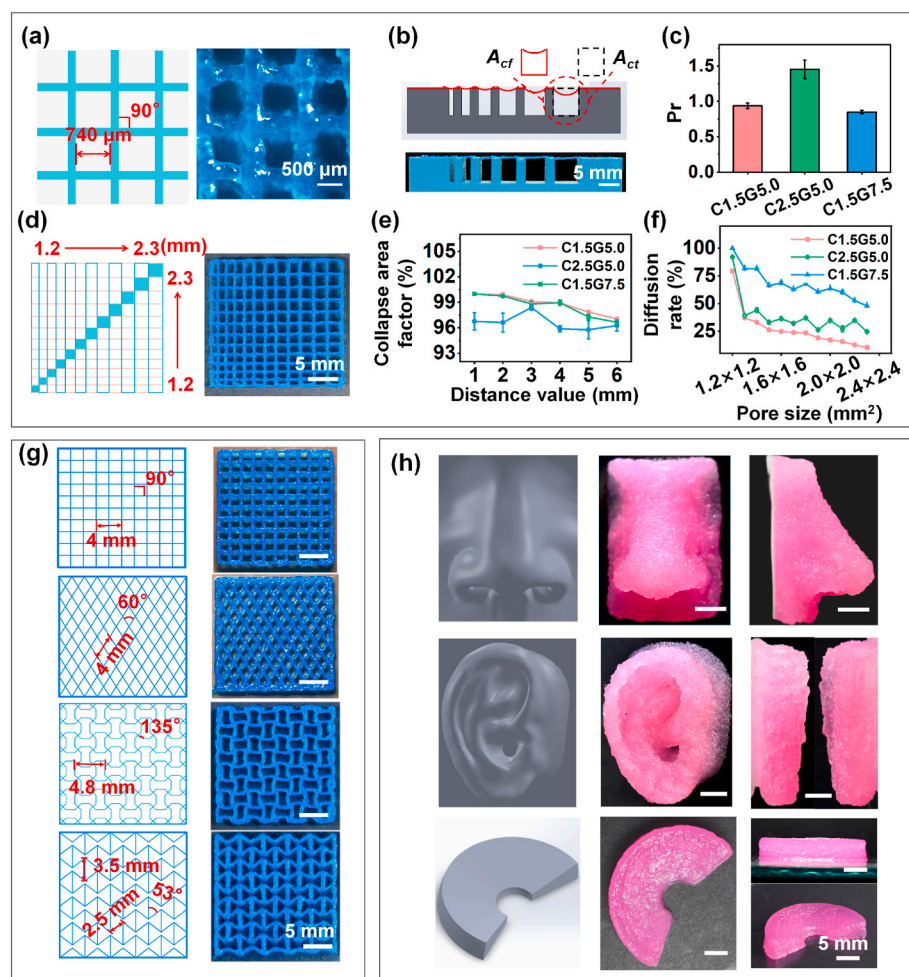 (a)
90°
740 μm
500 μm
(b)
Acf
Act
5 mm
(c)
Pr
1.5
1.0
0.5
0.0
C1.5G5.0
C2.5G5.0
C1.5G7.5
(d)
1.2
2.3(mm)
2.3
1.2
5 mm
(e)
Collapse area
factor (%)
105
102
99
96
93
C1.5G5.0
C2.5G5.0
C1.5G7.5
1 2 3 4 5 6
Distance value (mm)
(f)
Diffusion
rate (%)
100
75
50
25
C1.5G5.0
C2.5G5.0
C1.5G7.5
1.2×1.2
1.6×1.6
2.0×2.0
2.4×2.4
Pore size (mm²)
(g)
90°
4 mm
60°
4 mm
135°
4.8 mm
3.5 mm
53°
2.5 mm
5 mm
(h)
5 mm